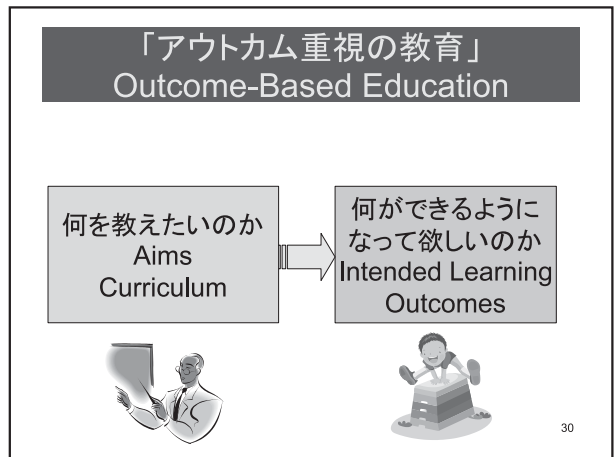 「アウトカム重視の教育」
Outcome-Based Education
何を教えたいのか
Aims
Curriculum
何ができるように
なって欲しいのか
Intended Learning
Outcomes
30